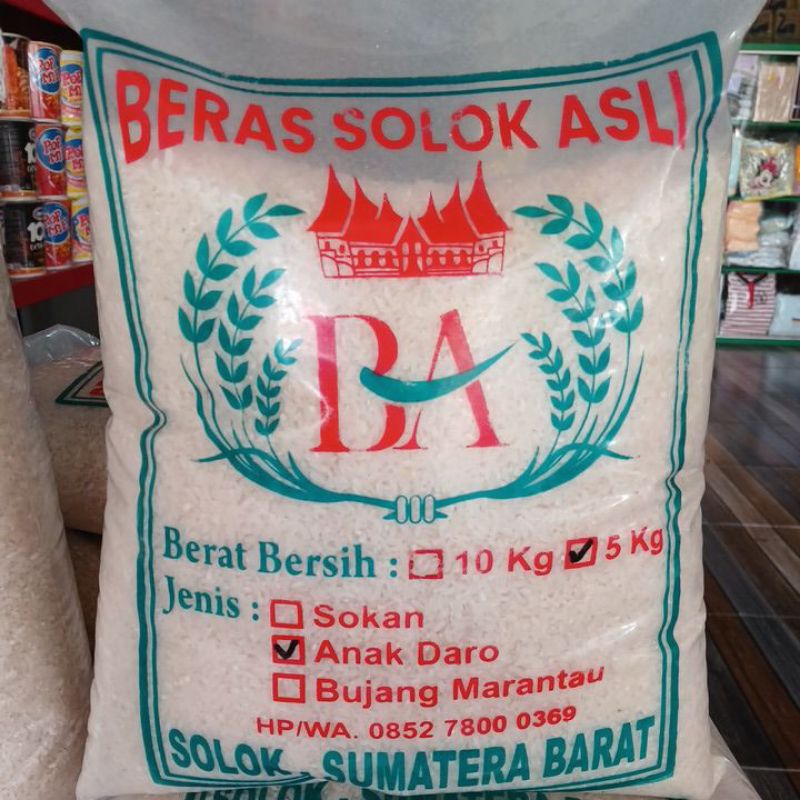 BERAS SOLOK ASLI
BA
Berat Bersih : 10 Kg 5 Kg
Jenis : Sokan
Anak Daro
Bujang Marantau
HP/WA. 0852 7800 0369
SOLOK - SUMATERA BARAT